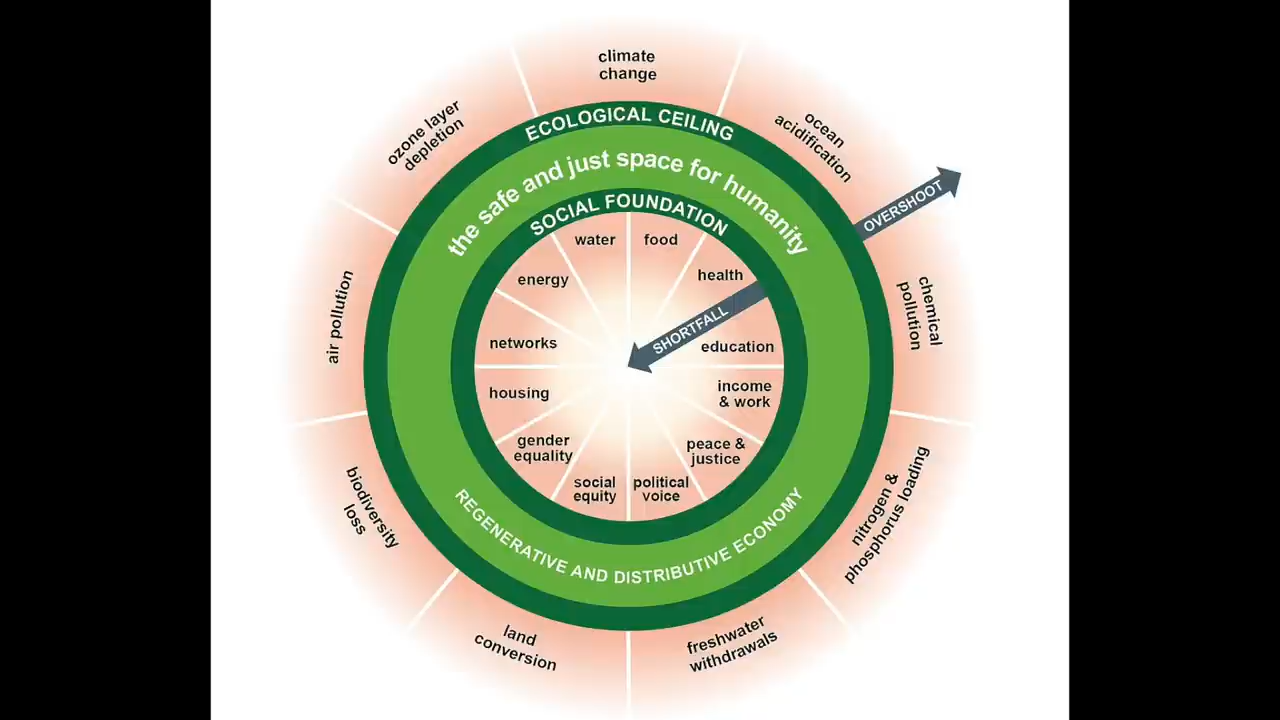 climate
change
ozone layer
depletion
ocean
acidification
ECOLOGICAL CEILING
the safe and just space for humanity
OVERSHOOT
SOCIAL FOUNDATION
water
food
energy
health
air pollution
chemical
pollution
SHORTFALL
networks
education
housing
income
& work
gender
equality
peace &
justice
social
equity
political
voice
biodiversity
loss
nitrogen &
phosphorus loading
REGENERATIVE AND DISTRIBUTIVE ECONOMY
land
conversion
freshwater
withdrawals